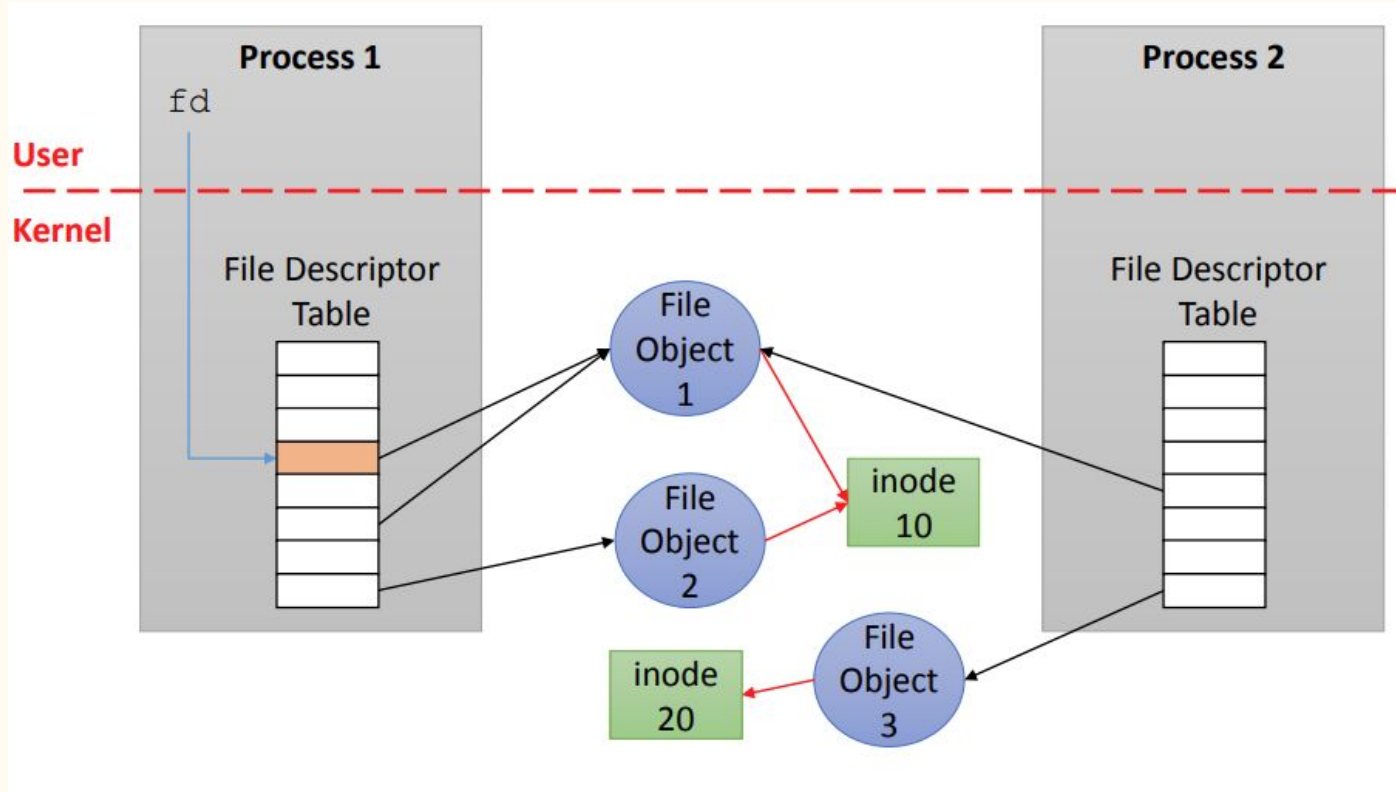 Process 1
Process 2
fd
User
Kernel
File Descriptor
Table
File Descriptor
Table
File
Object
1
inode
10
File
Object
2
File
Object
3
inode
20